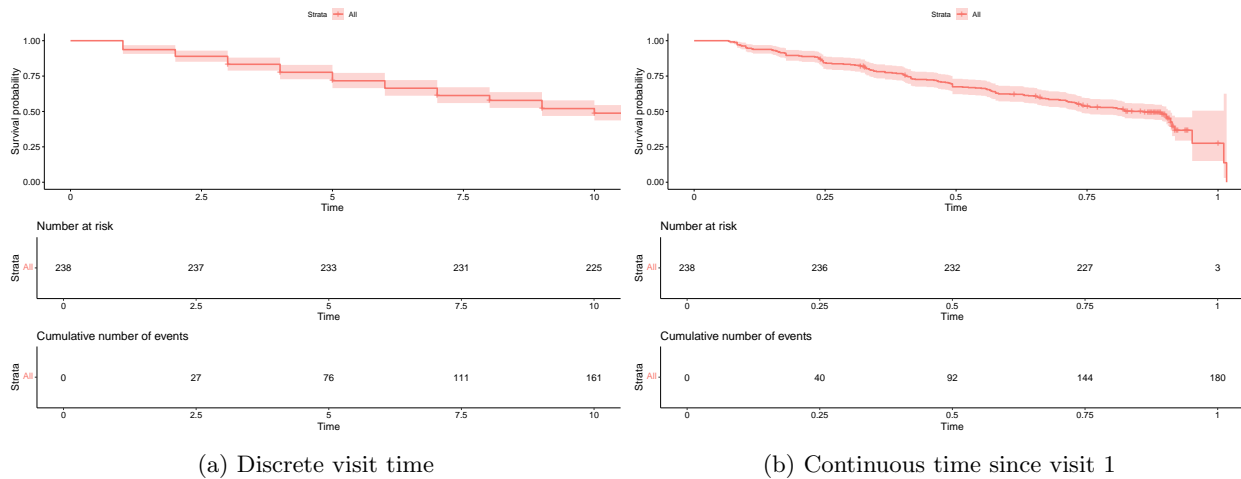 Strata All
1.00
0.75
0.50
0.25
0.00
Survival probability
0 2.5 5 7.5 10
Time
Number at risk
Strata
All 238 237 233 231 225
0 2.5 5 7.5 10
Time
Cumulative number of events
Strata
All 0 27 76 111 161
0 2.5 5 7.5 10
Time
(a) Discrete visit time
Strata All
1.00
0.75
0.50
0.25
0.00
Survival probability
0 0.25 0.5 0.75 1
Time
Number at risk
Strata
All 238 236 232 227 3
0 0.25 0.5 0.75 1
Time
Cumulative number of events
Strata
All 0 40 92 144 180
0 0.25 0.5 0.75 1
Time
(b) Continuous time since visit 1